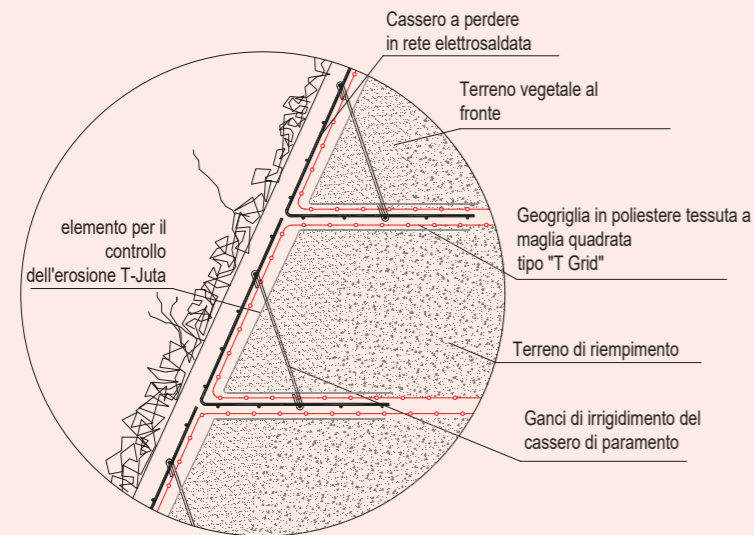 Cassero a perdere
in rete elettrosaldata
Terreno vegetale al
fronte
elemento per il
controllo
dell'erosione T-Juta
Geogriglia in poliestere tessuta a
maglia quadrata
tipo "T Grid"
Terreno di riempimento
Ganci di irrigidimento del
cassero di paramento